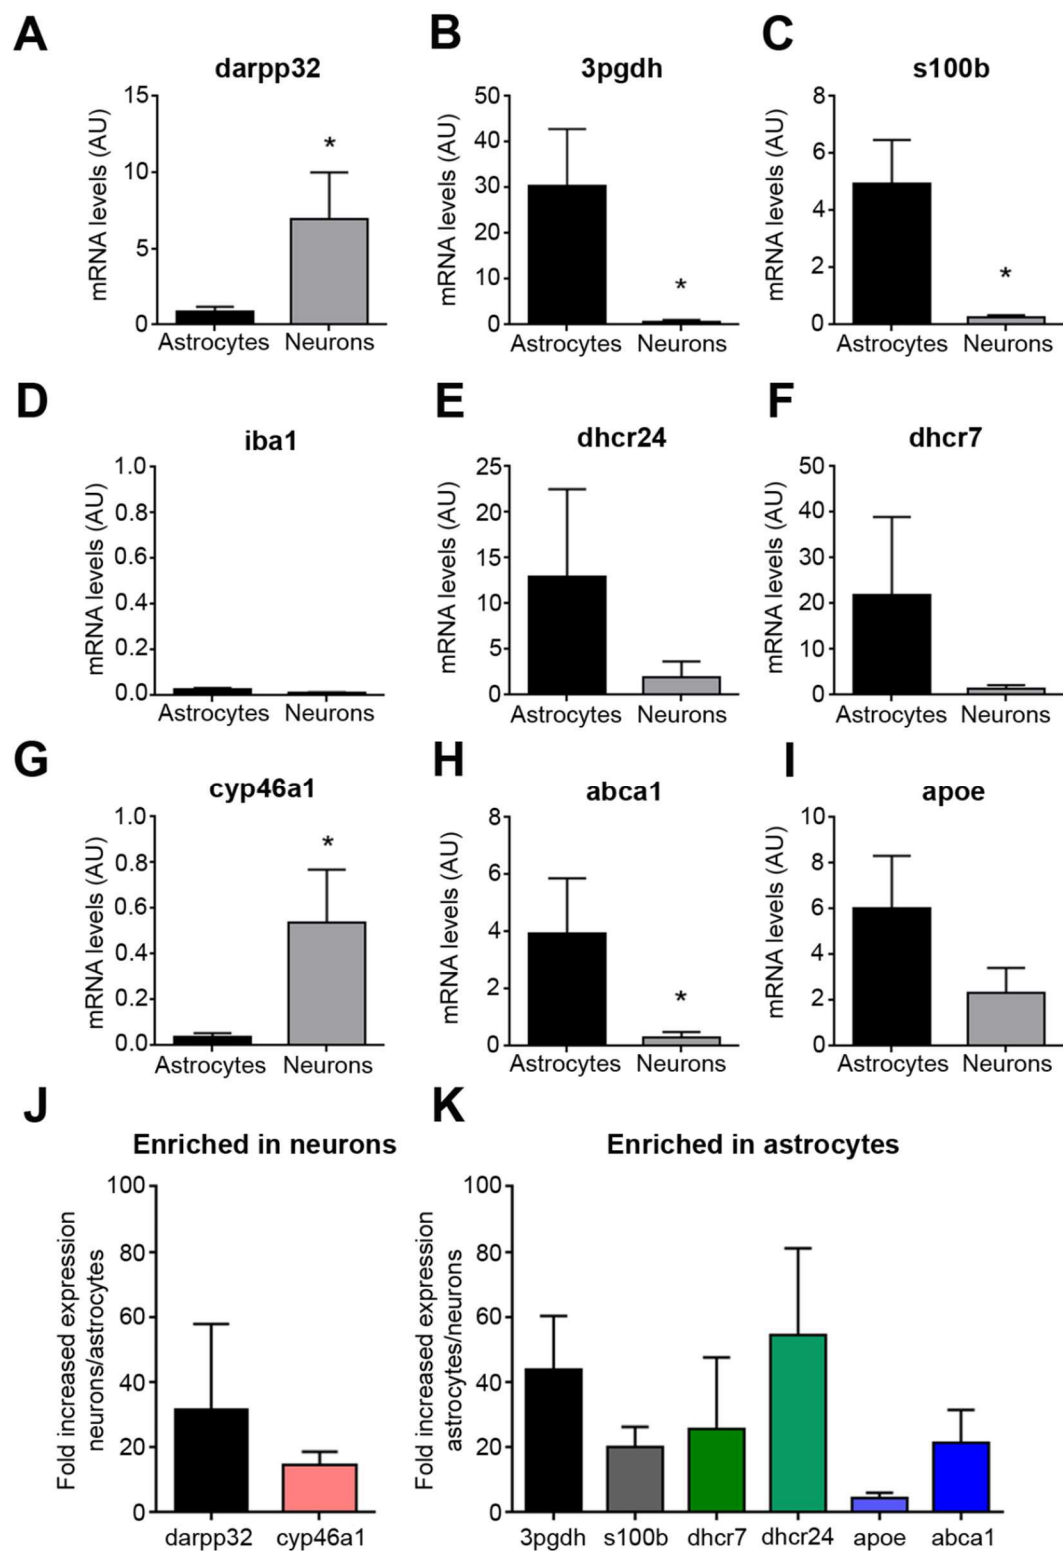 A
darpp32
mRNA levels (AU)
15
10
5
0
*
Astrocytes Neurons
B
3pgdh
mRNA levels (AU)
50
40
30
20
10
0
*
Astrocytes Neurons
C
s100b
mRNA levels (AU)
8
6
4
2
0
*
Astrocytes Neurons
D
iba1
mRNA levels (AU)
1.0
0.8
0.6
0.4
0.2
0.0
Astrocytes Neurons
E
dhcr24
mRNA levels (AU)
25
20
15
10
5
0
Astrocytes Neurons
F
dhcr7
mRNA levels (AU)
50
40
30
20
10
0
Astrocytes Neurons
G
cyp46a1
mRNA levels (AU)
1.0
0.8
0.6
0.4
0.2
0.0
*
Astrocytes Neurons
H
abca1
mRNA levels (AU)
8
6
4
2
0
*
Astrocytes Neurons
I
apoe
mRNA levels (AU)
10
8
6
4
2
0
Astrocytes Neurons
J
Enriched in neurons
Fold increased expression
neurons/astrocytes
100
80
60
40
20
0
darpp32 cyp46a1
K
Enriched in astrocytes
Fold increased expression
astrocytes/neurons
100
80
60
40
20
0
3pgdh s100b dhcr7 dhcr24 apoe abca1